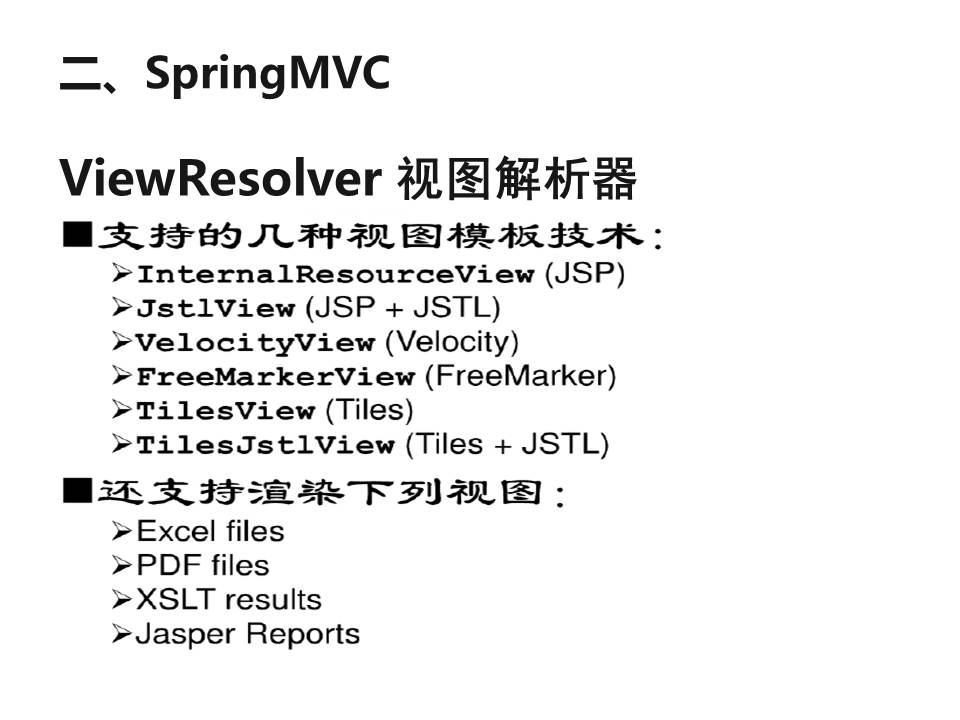 二、SpringMVC
ViewResolver 视图解析器
■支持的几种视图模板技术：
➢InternalResourceView (JSP)
➢JstlView (JSP + JSTL)
➢VelocityView (Velocity)
➢FreeMarkerView (FreeMarker)
➢TilesView (Tiles)
➢TilesJstlView (Tiles + JSTL)
■还支持渲染下列视图：
➢Excel files
➢PDF files
➢XSLT results
➢Jasper Reports